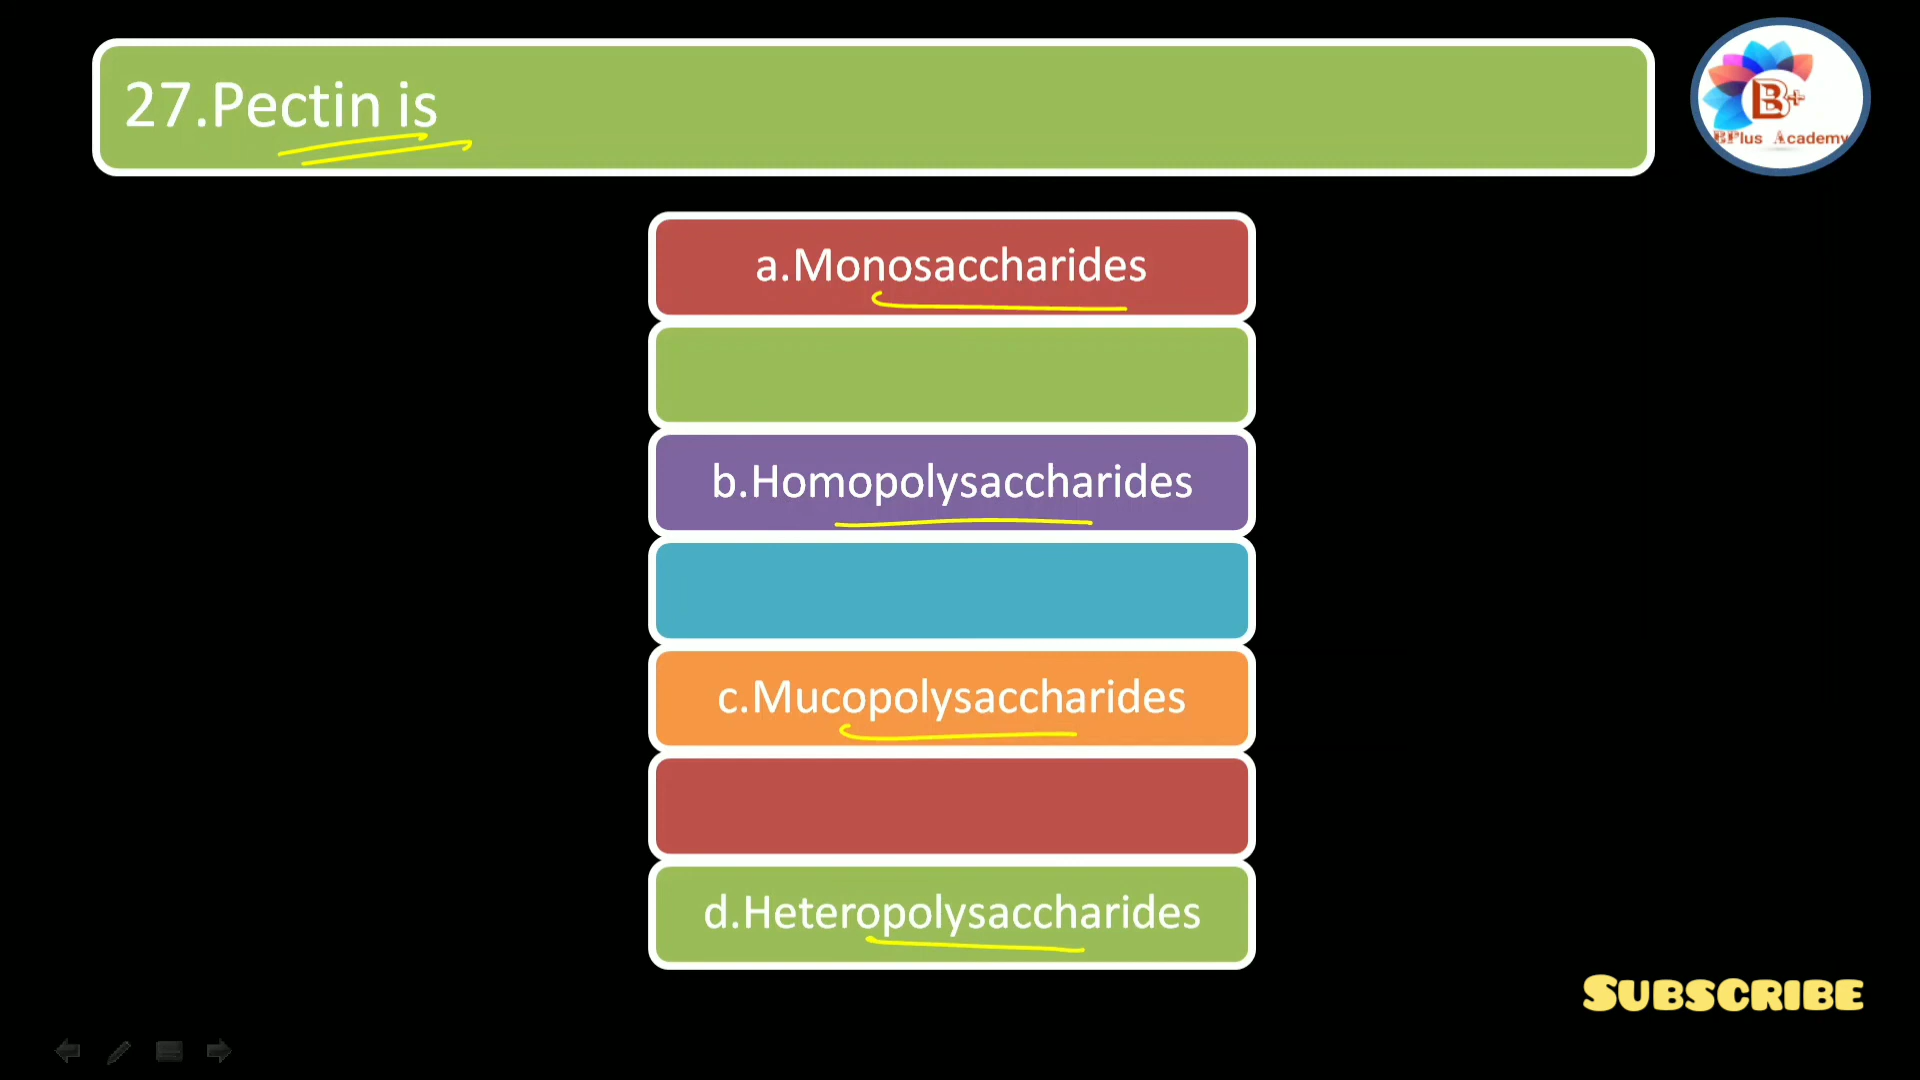 27.Pectin is
B+
BPlus Academy
a.Monosaccharides
b.Homopolysaccharides
c.Mucopolysaccharides
d.Heteropolysaccharides
SUBSCRIBE